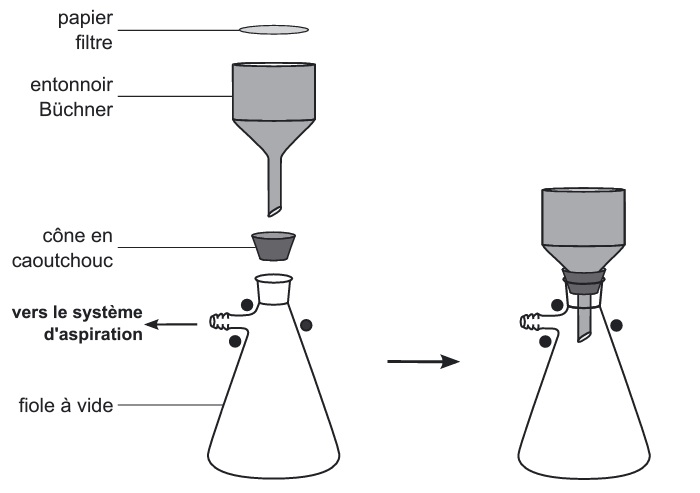 papier
filtre
entonnoir
Büchner
cône en
caoutchouc
vers le système
d'aspiration
fiole à vide